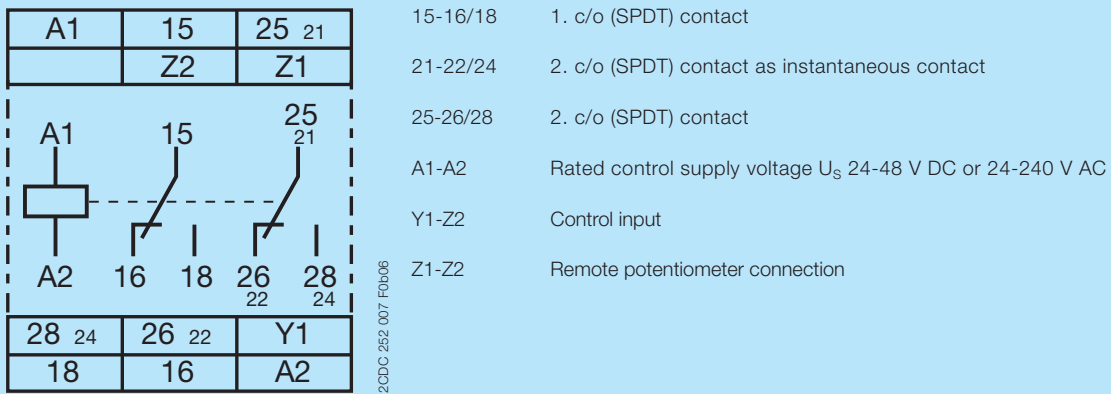 A1 15 25 21
Z2 Z1
A1 15 25 21
A2 16 18 26 22 28 24
28 24 26 22 Y1
18 16 A2
2CDC 252 007 F0b06
15-16/18 1. c/o (SPDT) contact
21-22/24 2. c/o (SPDT) contact as instantaneous contact
25-26/28 2. c/o (SPDT) contact
A1-A2 Rated control supply voltage US 24-48 V DC or 24-240 V AC
Y1-Z2 Control input
Z1-Z2 Remote potentiometer connection